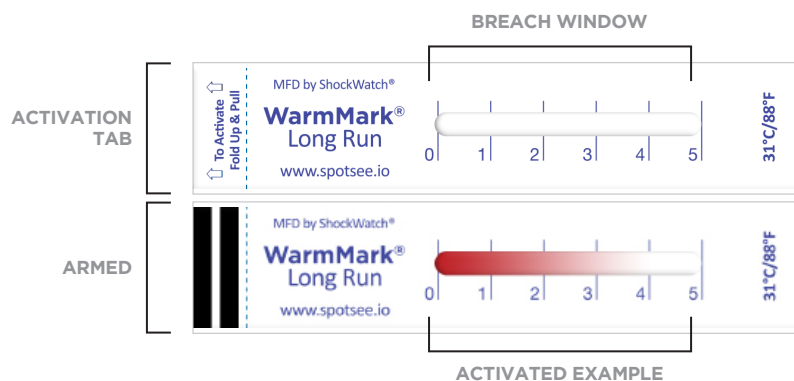 BREACH WINDOW
ACTIVATION
TAB
⇦ To Activate ⇨
Fold Up & Pull
MFD by ShockWatch®
WarmMark®
Long Run
www.spotsee.io
0 1 2 3 4 5
31°C/88°F
ARMED
MFD by ShockWatch®
WarmMark®
Long Run
www.spotsee.io
0 1 2 3 4 5
31°C/88°F
ACTIVATED EXAMPLE